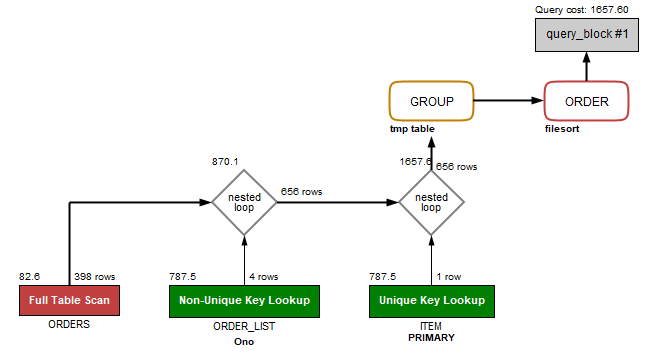 Query cost: 1657.60
query_block #1
GROUP
ORDER
tmp table
filesort
870.1
1657.6
656 rows
nested
loop
656 rows
nested
loop
82.6
398 rows
787.5
4 rows
787.5
1 row
Full Table Scan
Non-Unique Key Lookup
Unique Key Lookup
ORDERS
ORDER_LIST
ITEM
Ono
PRIMARY